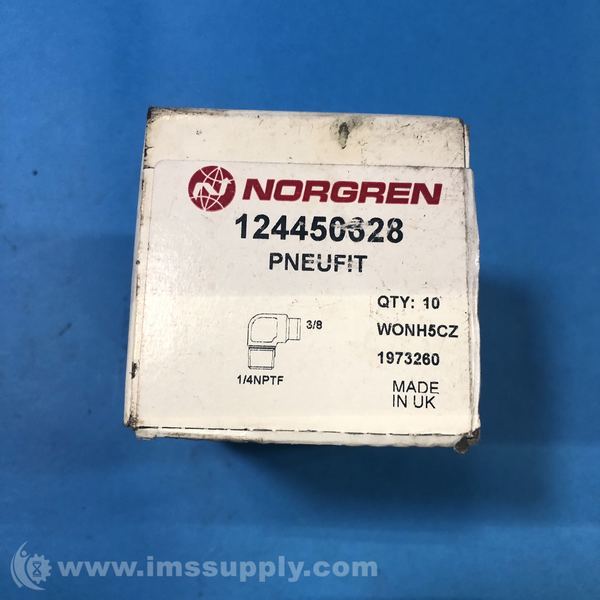 NORGREN
124450628
PNEUFIT
QTY: 10
3/8
WONH5CZ
1973260
1/4NPTF
MADE
IN UK
www.imssupply.com